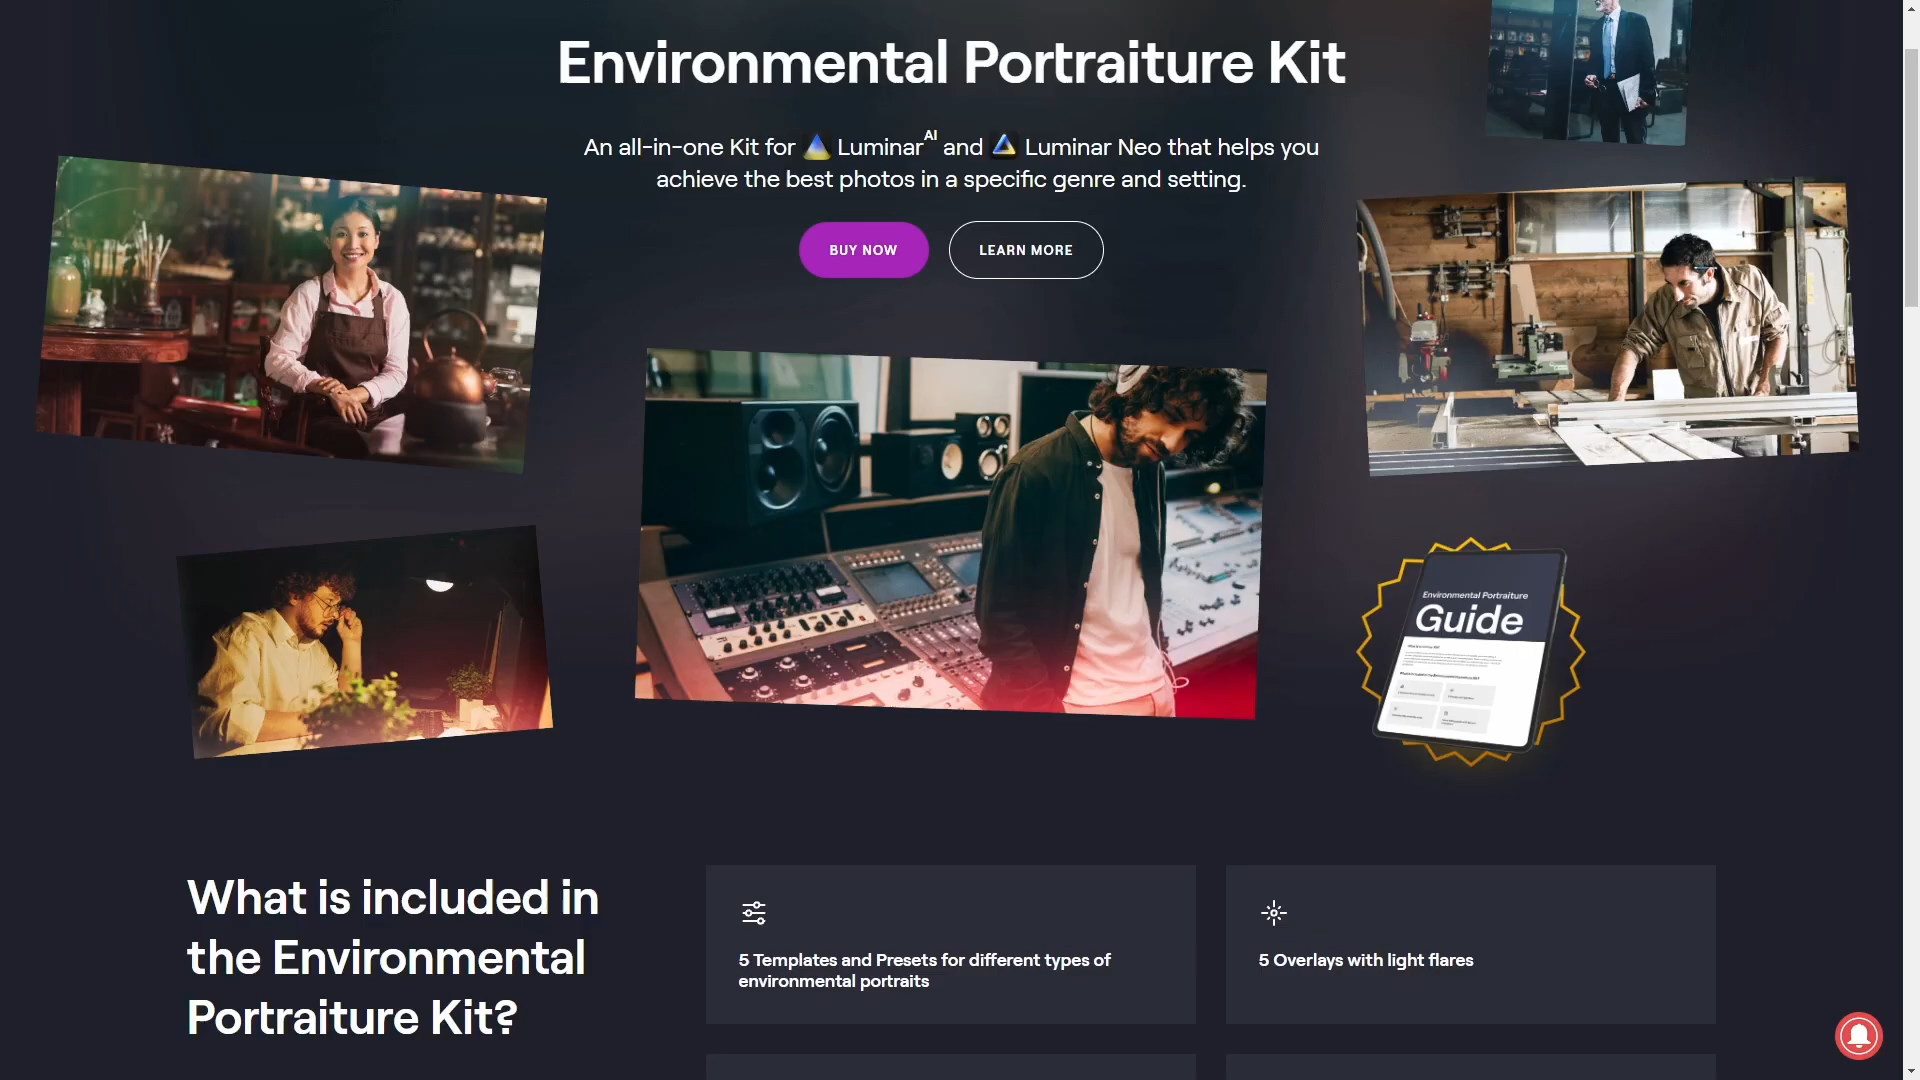 Environmental Portraiture Kit
An all-in-one Kit for Luminar AI and Luminar Neo that helps you
achieve the best photos in a specific genre and setting.
BUY NOW
LEARN MORE
Environmental Portraiture
Guide
What is included in
the Environmental
Portraiture Kit?
5 Templates and Presets for different types of
environmental portraits
5 Overlays with light flares